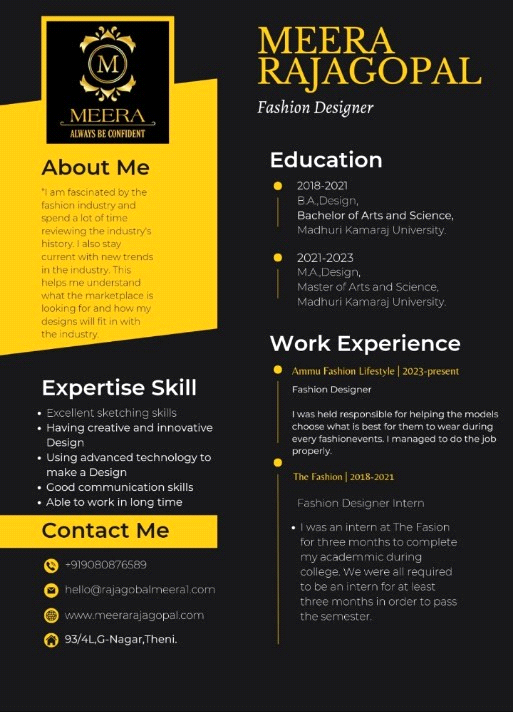 M
MEERA
ALWAYS BE CONFIDENT
MEERA
RAJAGOPAL
Fashion Designer
About Me
"I am fascinated by the
fashion industry and
spend a lot of time
reviewing the industry's
history. I also stay
current with new trends
in the industry. This
helps me understand
what the marketplace is
looking for and how my
designs will fit in with
the industry.
Expertise Skill
• Excellent sketching skills
• Having creative and innovative
Design
• Using advanced technology to
make a Design
• Good communication skills
• Able to work in long time
Contact Me
+919080876589
hello@rajagobalmeeral.com
www.meerarajagopal.com
93/4L,G-Nagar,Theni.
Education
2018-2021
B.A.,Design,
Bachelor of Arts and Science,
Madhuri Kamaraj University.
2021-2023
M.A.,Design,
Master of Arts and Science,
Madhuri Kamaraj University.
Work Experience
Ammu Fashion Lifestyle | 2023-present
Fashion Designer
I was held responsible for helping the models
choose what is best for them to wear during
every fashionevents. I managed to do the job
properly.
The Fashion | 2018-2021
Fashion Designer Intern
• I was an intern at The Fasion
for three months to complete
my academmic during
college. We were all required
to be an intern for at least
three months in order to pass
the semester.